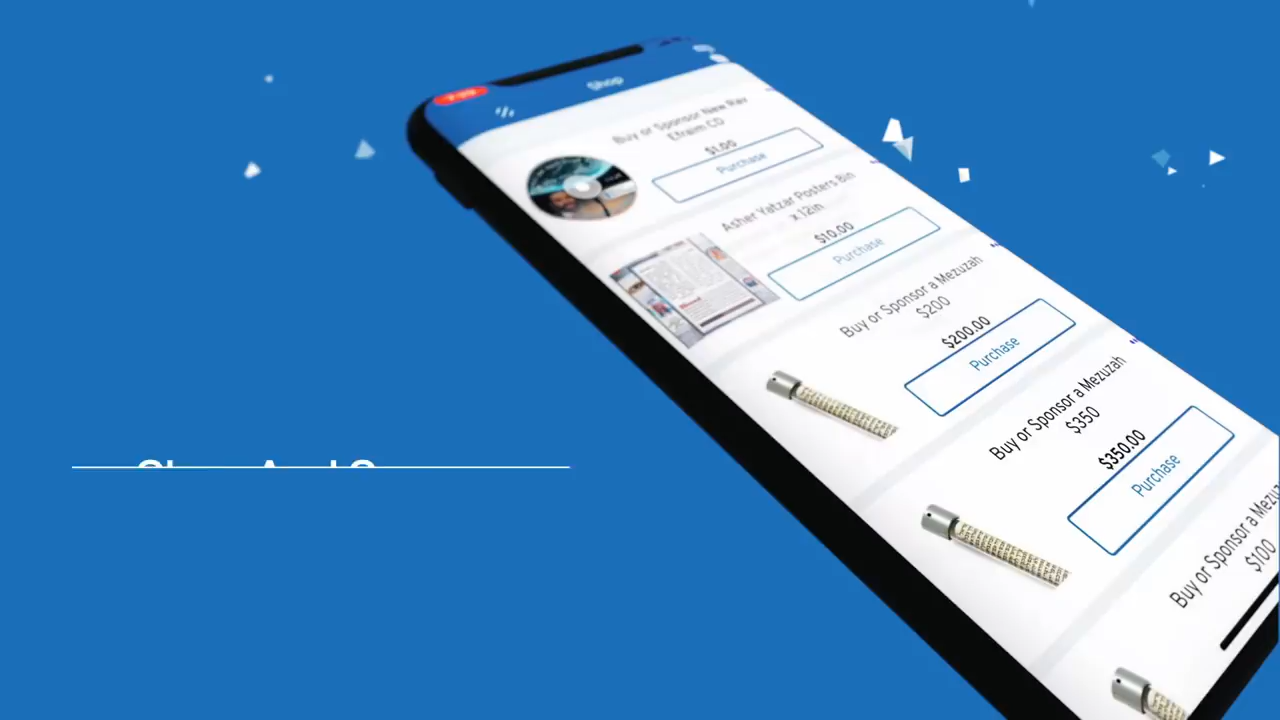 Shop
Buy or Sponsor New Rav
Efraim CD
$1.00
Purchase
Asher Yatzar Posters 8in
x 12in
$10.00
Purchase
Buy or Sponsor a Mezuzah
$200
$200.00
Purchase
Buy or Sponsor a Mezuzah
$350
$350.00
Purchase
Buy or Sponsor a
$100